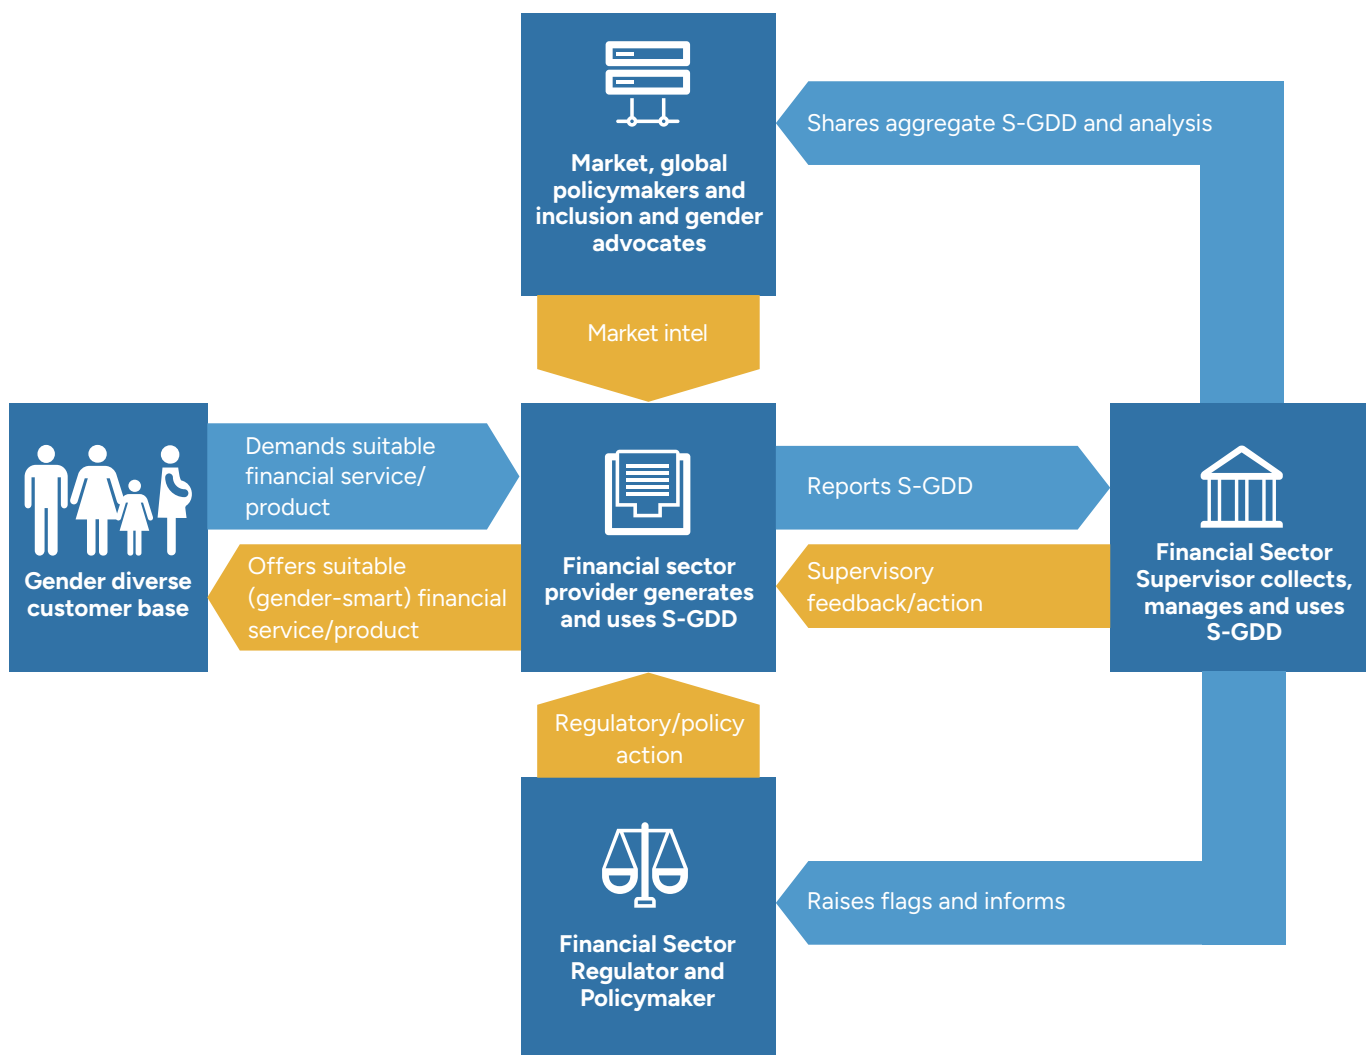 Shares aggregate S-GDD and analysis
Market, global
policymakers and
inclusion and gender
advocates
Market intel
Demands suitable
financial service/
product
Reports S-GDD
Offers suitable
(gender-smart) financial
service/product
Gender diverse
customer base
Financial sector
provider generates
and uses S-GDD
Supervisory
feedback/action
Financial Sector
Supervisor collects,
manages and uses
S-GDD
Regulatory/policy
action
Raises flags and informs
Financial Sector
Regulator and
Policymaker